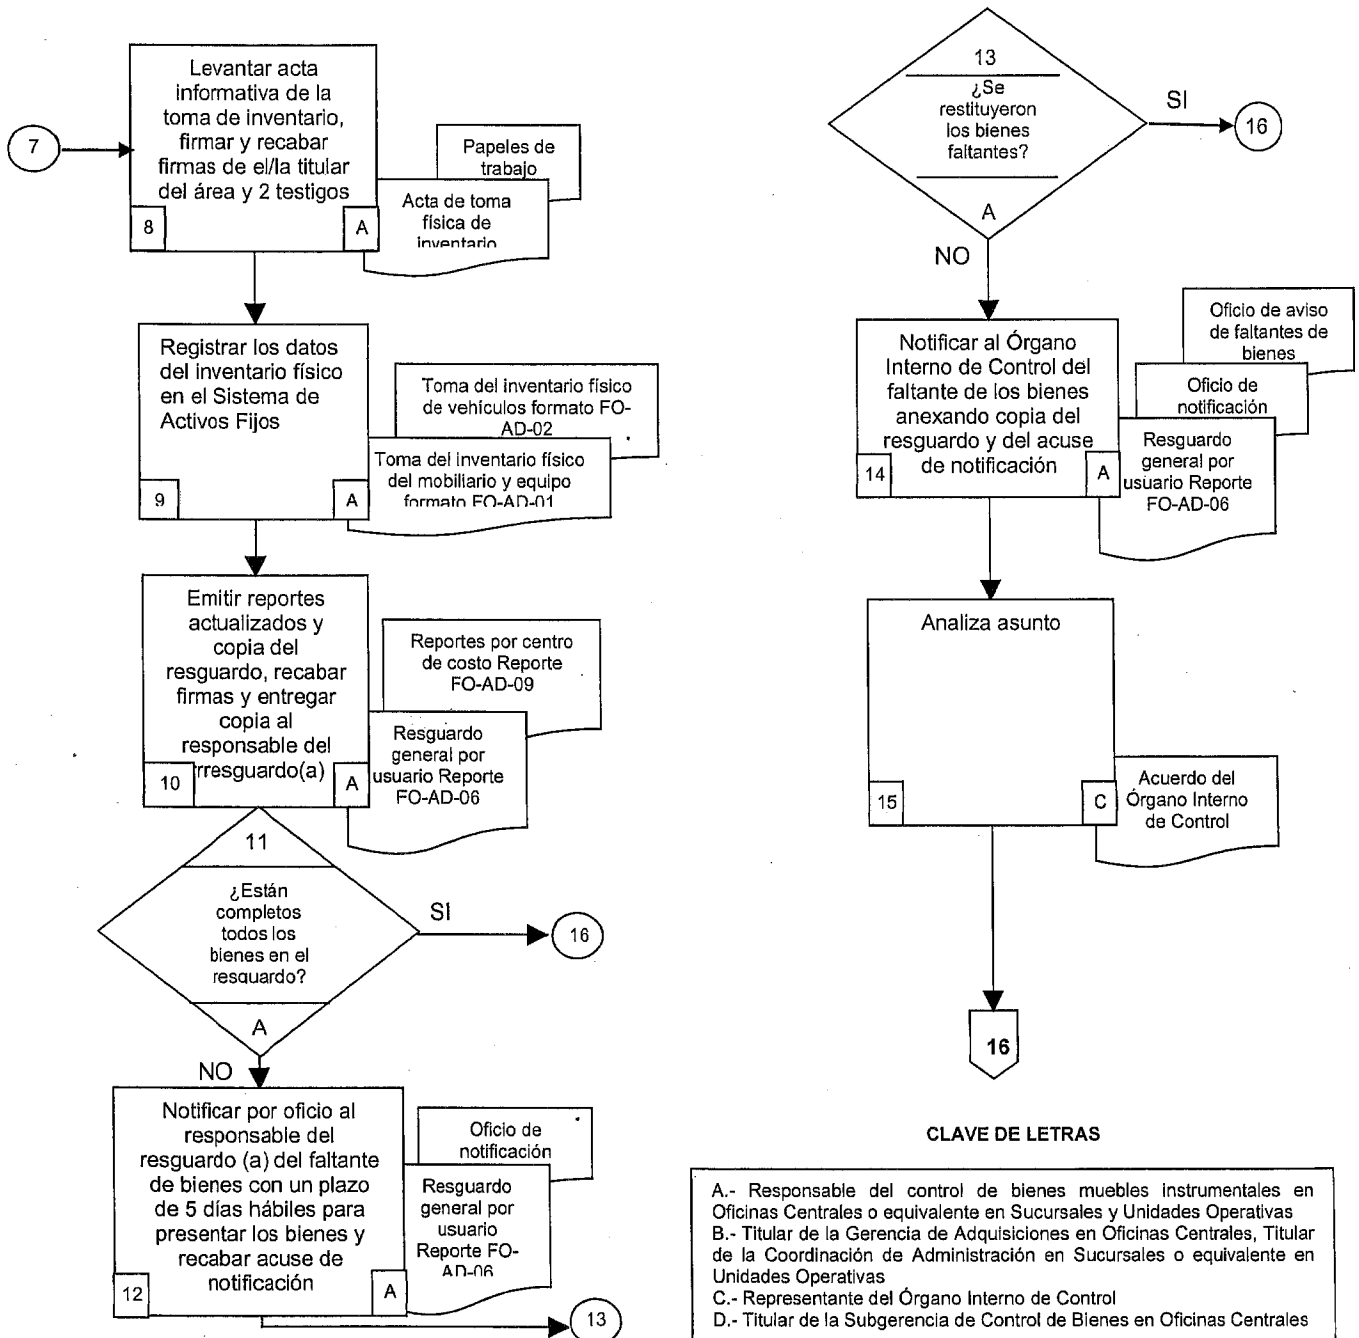 7
Levantar acta
informativa de la
toma de inventario,
firmar y recabar
firmas de el/la titular
del área y 2 testigos
8
A
Papeles de
trabajo
Acta de toma
física de
inventario
Registrar los datos
del inventario físico
en el Sistema de
Activos Fijos
9
A
Toma del inventario físico
de vehículos formato FO-
AD-02
Toma del inventario físico
del mobiliario y equipo
formato FO-AD-01
Emitir reportes
actualizados y
copia del
resguardo, recabar
firmas y entregar
copia al
responsable del
rresguardo(a)
10
A
Reportes por centro
de costo Reporte
FO-AD-09
Resguardo
general por
usuario Reporte
FO-AD-06
11
¿Están
completos
todos los
bienes en el
resguardo?
A
SI
16
NO
Notificar por oficio al
responsable del
resguardo (a) del faltante
de bienes con un plazo
de 5 días hábiles para
presentar los bienes y
recabar acuse de
notificación
12
A
Oficio de
notificación
Resguardo
general por
usuario
Reporte FO-
AD-06
13
13
¿Se
restituyeron
los bienes
faltantes?
A
SI
16
NO
Notificar al Órgano
Interno de Control del
faltante de los bienes
anexando copia del
resguardo y del acuse
de notificación
14
A
Oficio de aviso
de faltantes de
bienes
Oficio de
notificación
Resguardo
general por
usuario Reporte
FO-AD-06
Analiza asunto
15
C
Acuerdo del
Órgano Interno
de Control
16
CLAVE DE LETRAS
A.- Responsable del control de bienes muebles instrumentales en
Oficinas Centrales o equivalente en Sucursales y Unidades Operativas
B.- Titular de la Gerencia de Adquisiciones en Oficinas Centrales, Titular
de la Coordinación de Administración en Sucursales o equivalente en
Unidades Operativas
C.- Representante del Órgano Interno de Control
D.- Titular de la Subgerencia de Control de Bienes en Oficinas Centrales